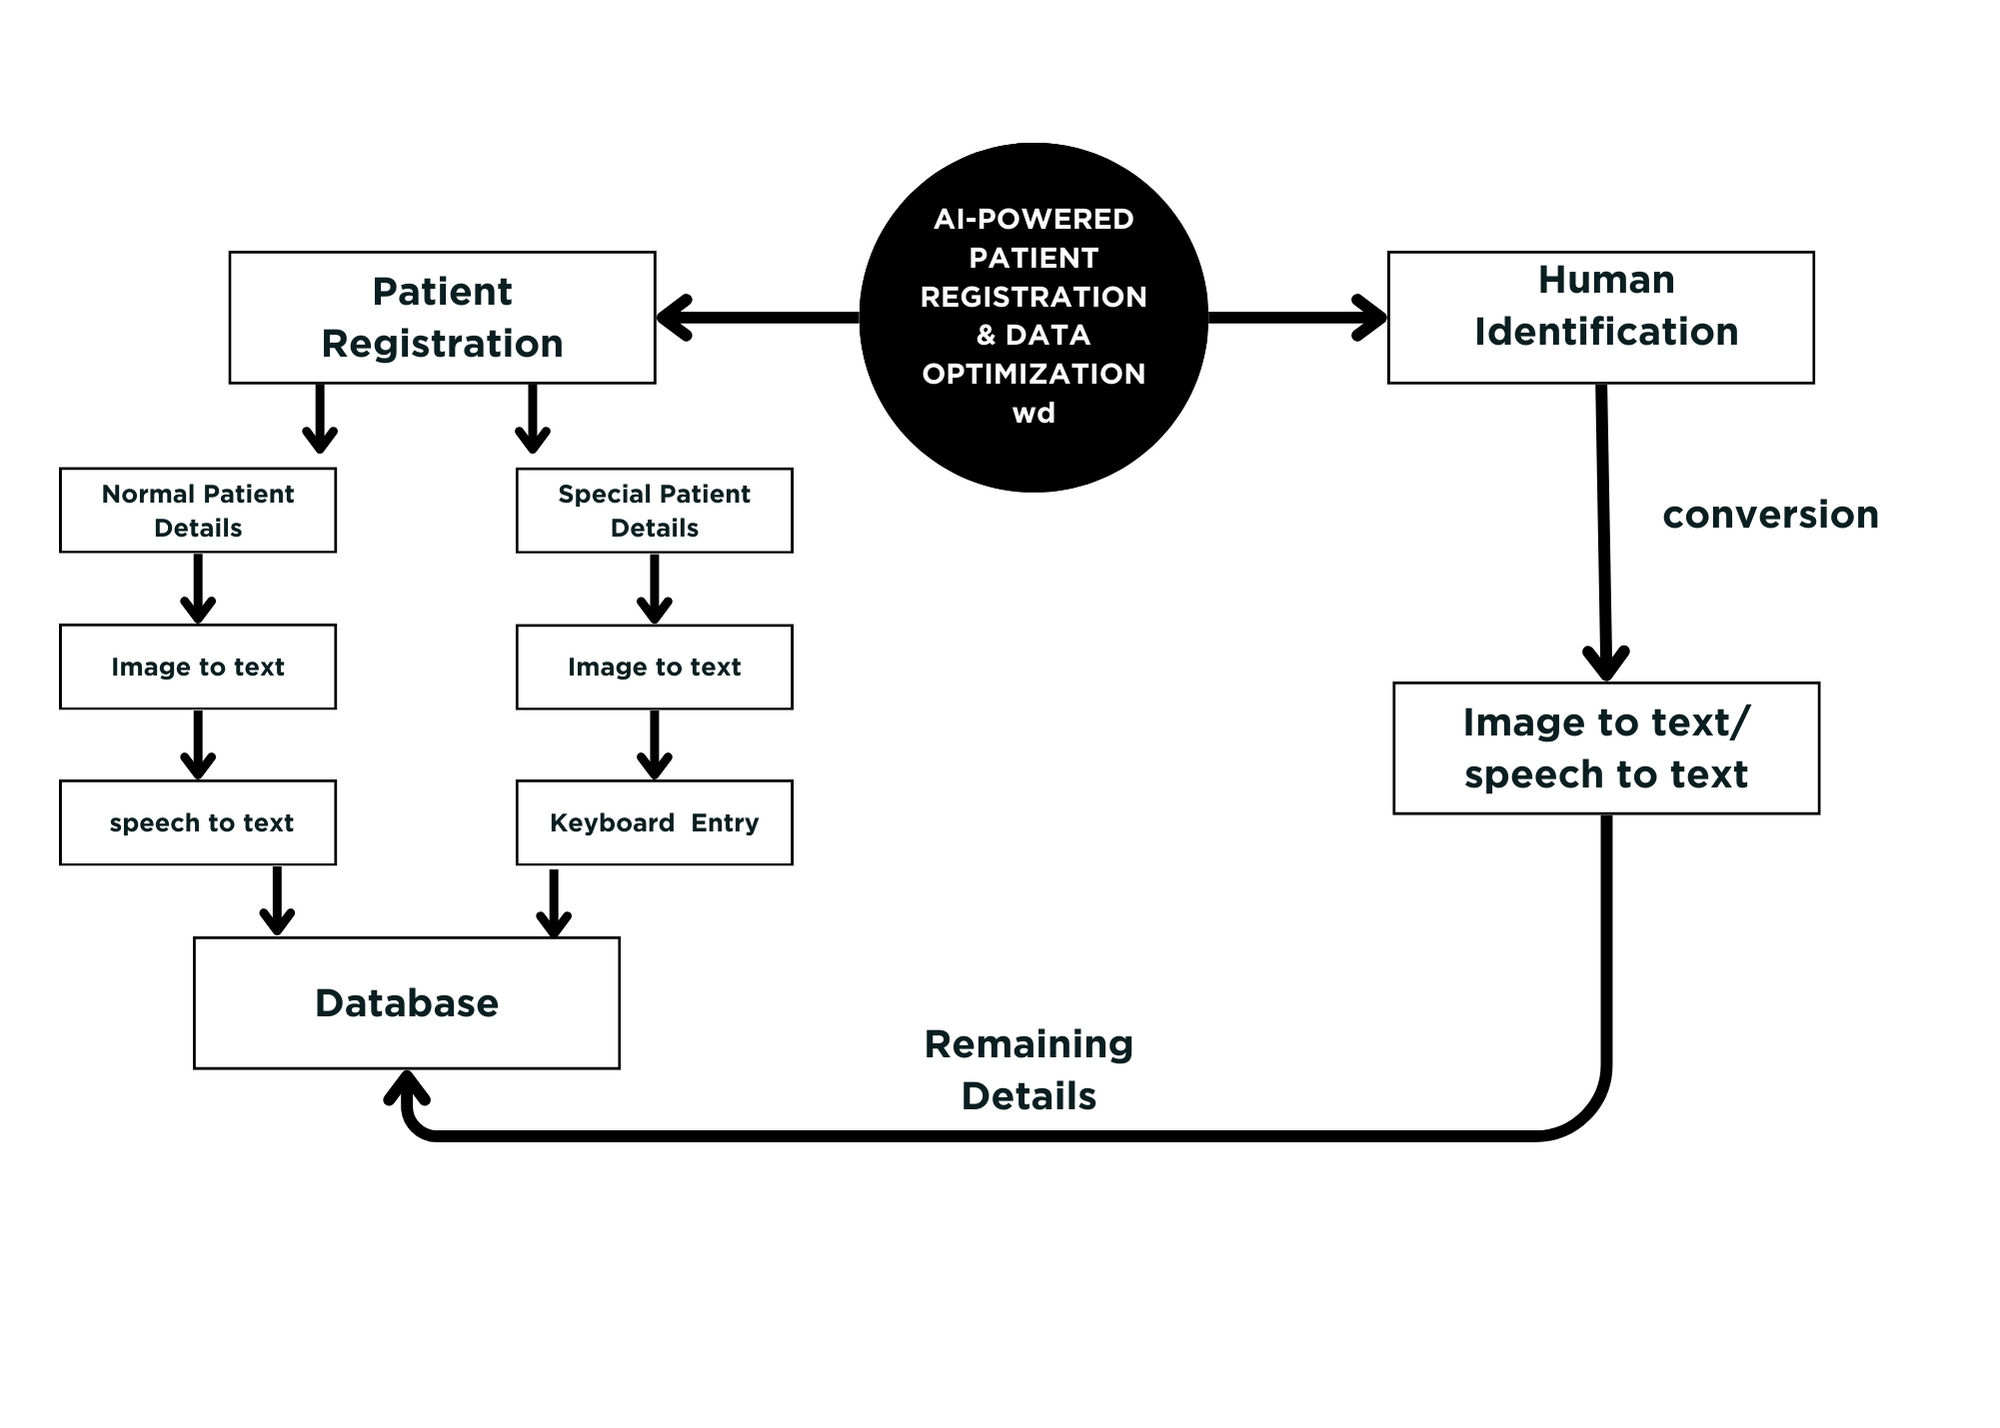 AI-POWERED
PATIENT
REGISTRATION
& DATA
OPTIMIZATION
wd
Patient
Registration
Human
Identification
Normal Patient
Details
Special Patient
Details
conversion
Image to text
Image to text
Image to text/
speech to text
speech to text
Keyboard  Entry
Database
Remaining
Details